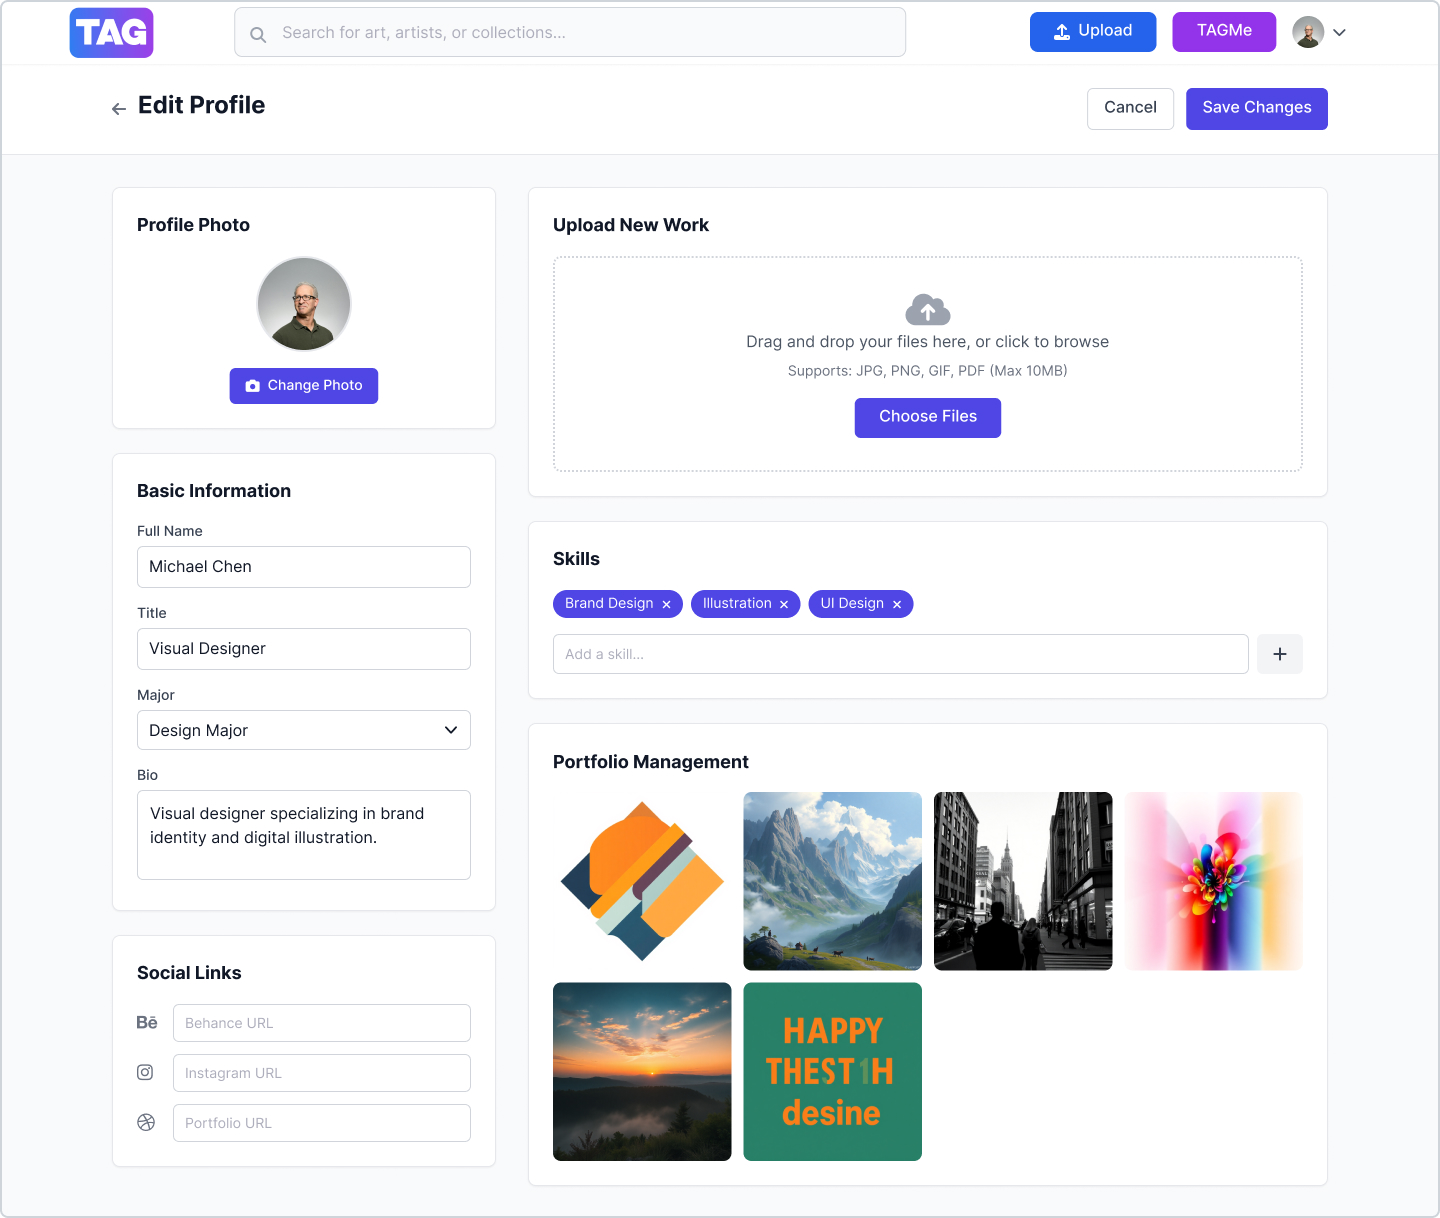 TAG
Search for art, artists, or collections...
Upload
TAGMe
Edit Profile
Cancel
Save Changes
Profile Photo
Change Photo
Basic Information
Full Name
Michael Chen
Title
Visual Designer
Major
Design Major
Bio
Visual designer specializing in brand
identity and digital illustration.
Social Links
Bē
Behance URL
Instagram URL
Portfolio URL
Upload New Work
Drag and drop your files here, or click to browse
Supports: JPG, PNG, GIF, PDF (Max 10MB)
Choose Files
Skills
Brand Design ×
Illustration ×
UI Design ×
Add a skill...
+
Portfolio Management
HAPPY
THEST1H
desine